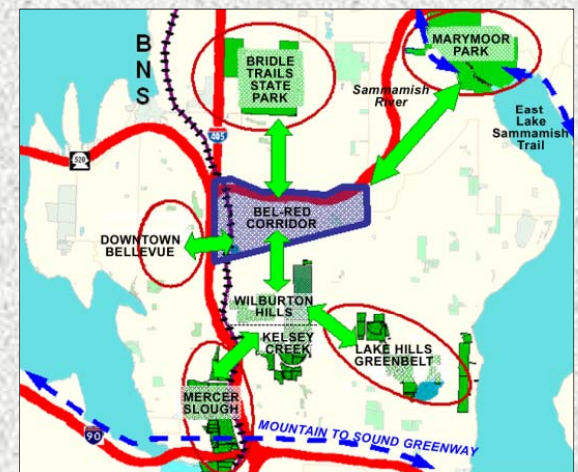 B
N
S
BRIDLE
TRAILS
STATE
PARK
MARYMOOR
PARK
Sammamish
River
East
Lake
Sammamish
Trail
405
520
BEL-RED
CORRIDOR
DOWNTOWN
BELLEVUE
WILBURTON
HILLS
KELSEY
CREEK
LAKE HILLS
GREENBELT
MERCER
SLOUGH
90
MOUNTAIN TO SOUND GREENWAY